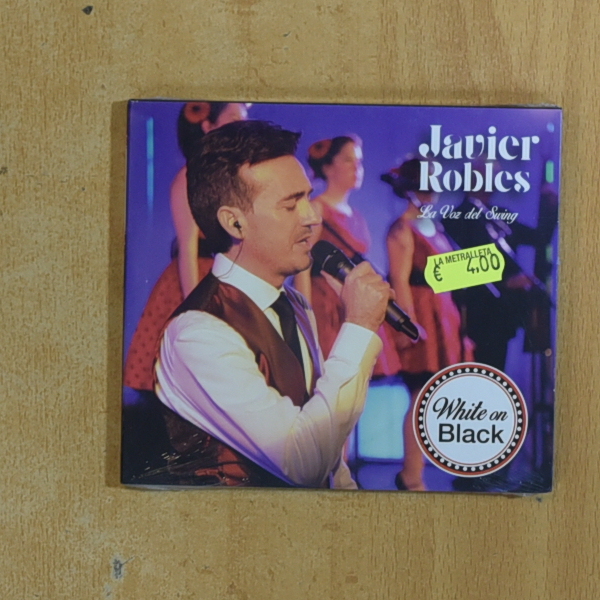 Javier
Robles
La Voz del Swing
LA METRALLETA
€ 4,00
White on
Black